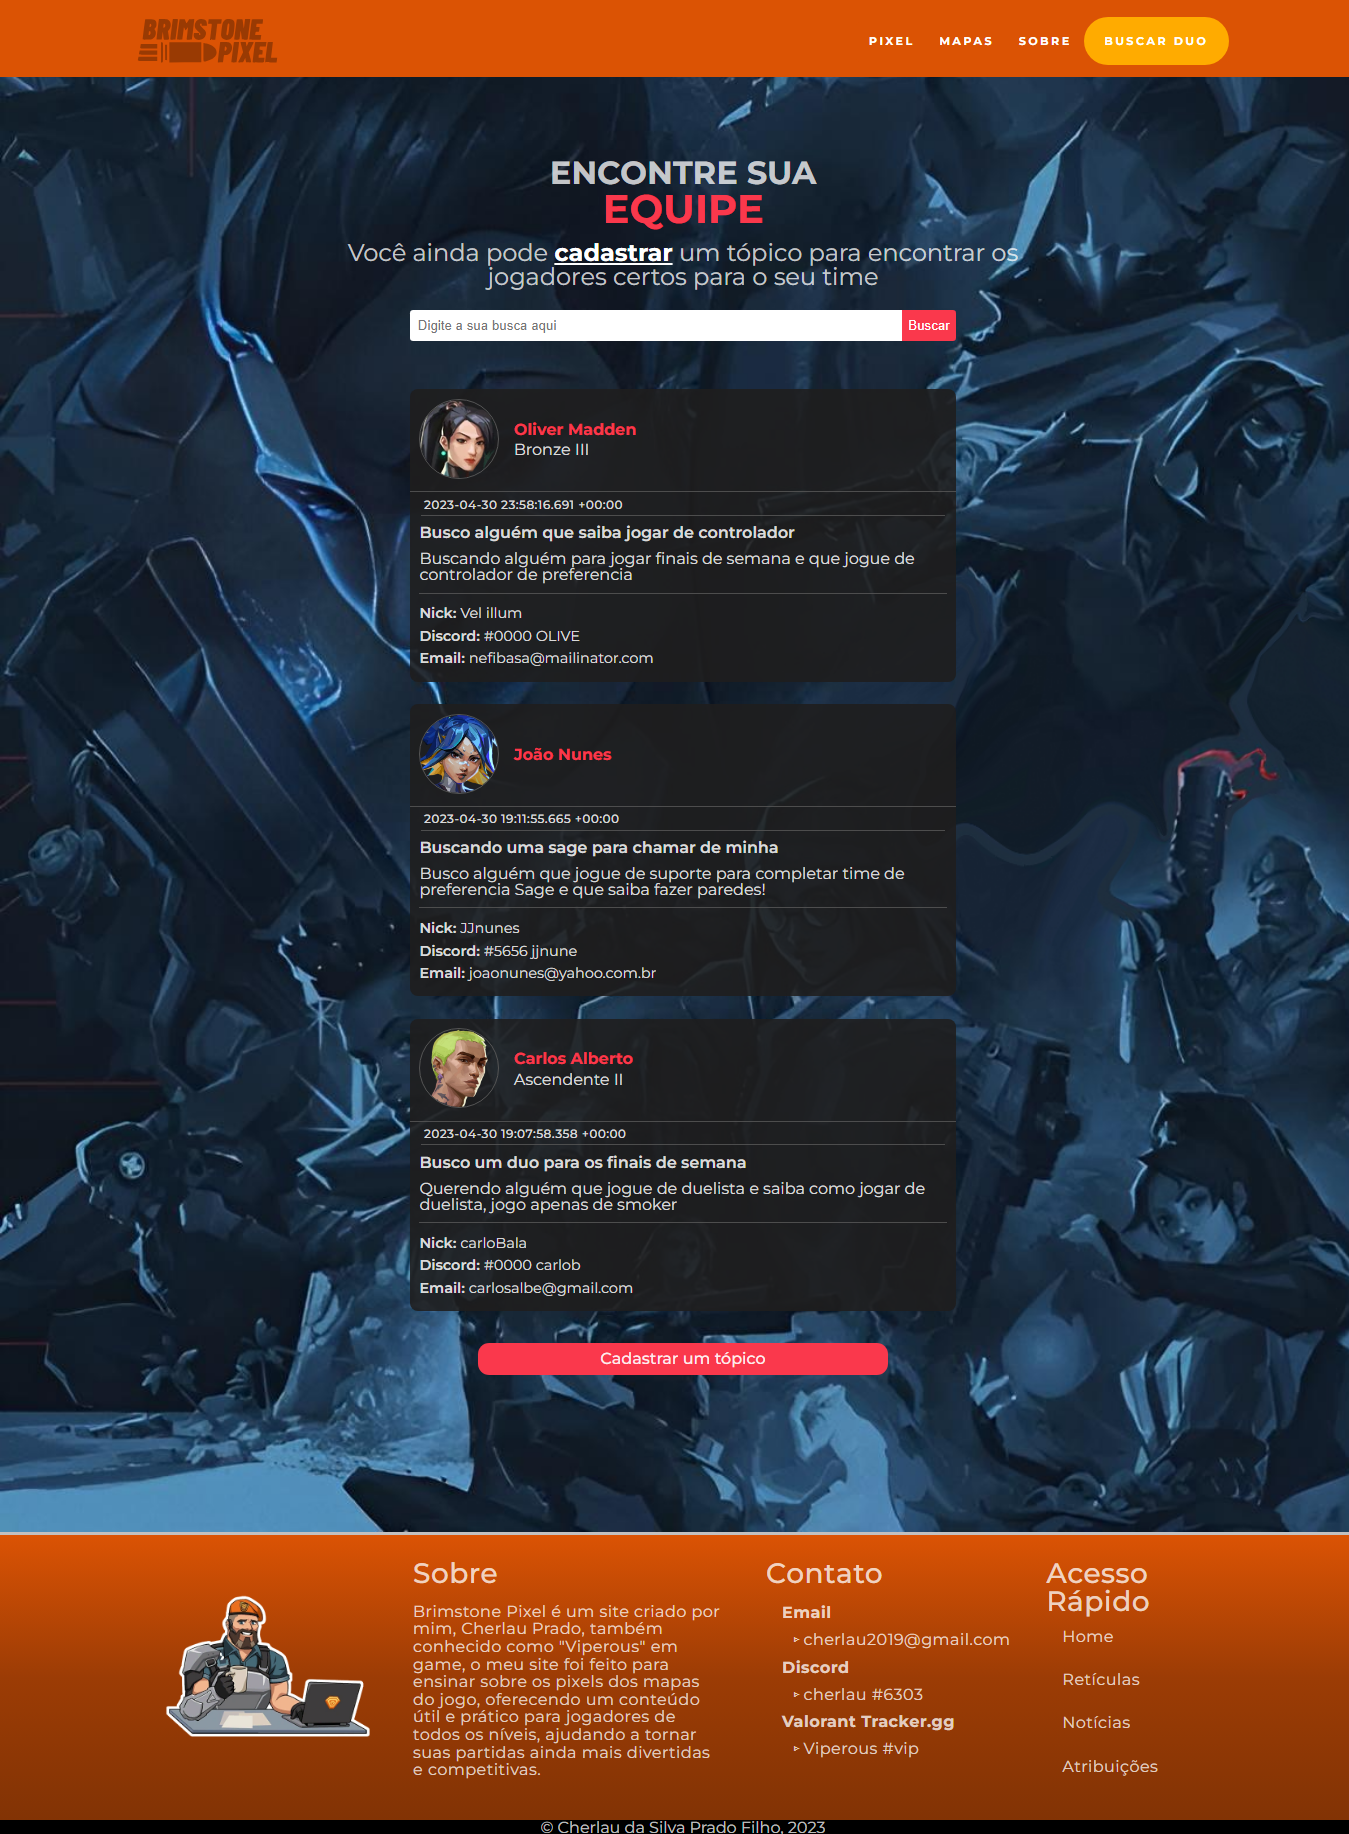 BRIMSTONE
PIXEL
PIXEL MAPAS SOBRE BUSCAR DUO
ENCONTRE SUA
EQUIPE
Você ainda pode cadastrar um tópico para encontrar os
jogadores certos para o seu time
Digite a sua busca aqui Buscar
Oliver Madden
Bronze III
2023-04-30 23:58:16.691 +00:00
Busco alguém que saiba jogar de controlador
Buscando alguém para jogar finais de semana e que jogue de
controlador de preferencia
Nick: Vel illum
Discord: #0000 OLIVE
Email: nefibasa@mailinator.com
João Nunes
2023-04-30 19:11:55.665 +00:00
Buscando uma sage para chamar de minha
Busco alguém que jogue de suporte para completar time de
preferencia Sage e que saiba fazer paredes!
Nick: JJnunes
Discord: #5656 jjnune
Email: joaonunes@yahoo.com.br
Carlos Alberto
Ascendente II
2023-04-30 19:07:58.358 +00:00
Busco um duo para os finais de semana
Querendo alguém que jogue de duelista e saiba como jogar de
duelista, jogo apenas de smoker
Nick: carloBala
Discord: #0000 carlob
Email: carlosalbe@gmail.com
Cadastrar um tópico
Sobre
Brimstone Pixel é um site criado por
mim, Cherlau Prado, também
conhecido como "Viperous" em
game, o meu site foi feito para
ensinar sobre os pixels dos mapas
do jogo, oferecendo um conteúdo
útil e prático para jogadores de
todos os níveis, ajudando a tornar
suas partidas ainda mais divertidas
e competitivas.
Contato
Email
▹ cherlau2019@gmail.com
Discord
▹ cherlau #6303
Valorant Tracker.gg
▹ Viperous #vip
Acesso
Rápido
Home
Retículas
Notícias
Atribuições
© Cherlau da Silva Prado Filho, 2023